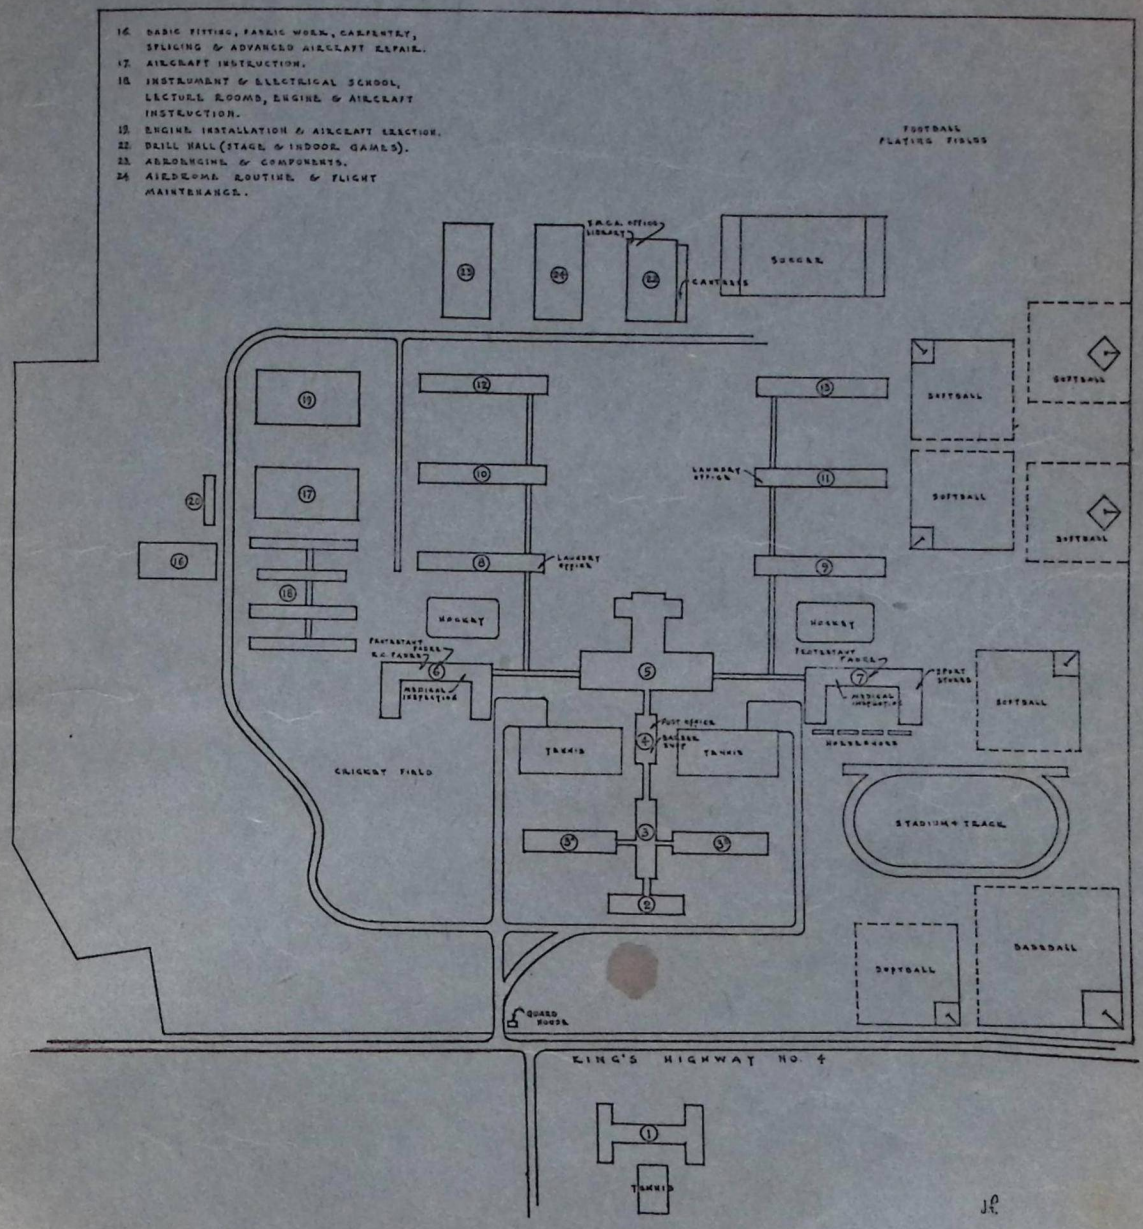 16 BASIC FITTING, FABRIC WORK, CARPENTRY,
SPLICING & ADVANCED AIRCRAFT REPAIR.
17. AIRCRAFT INSTRUCTION.
18 INSTRUMENT & ELECTRICAL SCHOOL,
LECTURE ROOMS, ENGINE & AIRCRAFT
INSTRUCTION.
19. ENGINE INSTALLATION & AIRCRAFT ERECTION.
22. DRILL HALL (STAGE & INDOOR GAMES).
23. AEROENGINE & COMPONENTS.
24 AIRDROME ROUTINE & FLIGHT
MAINTENANCE.
FOOTBALL
PLAYING FIELDS
Y.M.C.A. OFFICE
LIBRARY
23
24
22
CANTEENS
SOCCER
SOFTBALL
SOFTBALL
12
13
19
10
LAUNDRY
OFFICE
11
SOFTBALL
SOFTBALL
17
20
16
8
LAUNDRY
OFFICE
9
18
HOCKEY
HOCKEY
PROTESTANT
PADRE
R.C. PADRE
6
MEDICAL
INSPECTION
5
PROTESTANT
PADRE
7
MEDICAL
INSPECTION
SPORT
STORES
SOFTBALL
POST OFFICE
4
BARBER
SHOP
TENNIS
TENNIS
HORSESHOES
CRICKET FIELD
STADIUM & TRACK
3
3A
3B
2
SOFTBALL
BASEBALL
GUARD
HOUSE
KING'S HIGHWAY NO. 4
1
TENNIS
J.P.